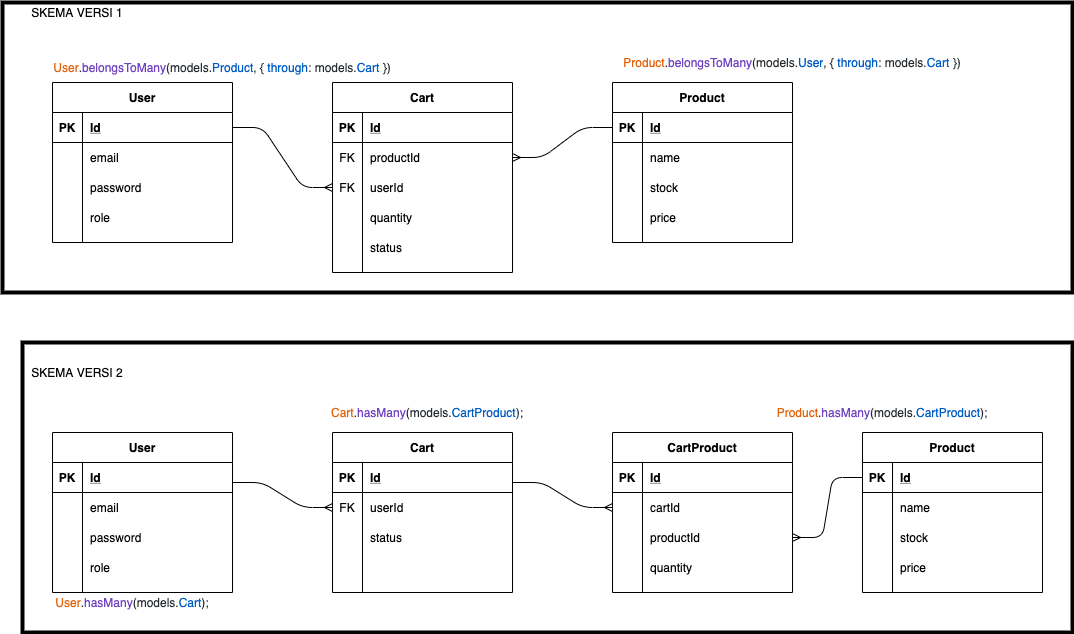 SKEMA VERSI 1
User.belongsToMany(models.Product, { through: models.Cart })
Product.belongsToMany(models.User, { through: models.Cart })
User
PK Id
email
password
role
Cart
PK Id
FK productId
FK userId
quantity
status
Product
PK Id
name
stock
price
SKEMA VERSI 2
Cart.hasMany(models.CartProduct);
Product.hasMany(models.CartProduct);
User
PK Id
email
password
role
User.hasMany(models.Cart);
Cart
PK Id
FK userId
status
CartProduct
PK Id
cartId
productId
quantity
Product
PK Id
name
stock
price